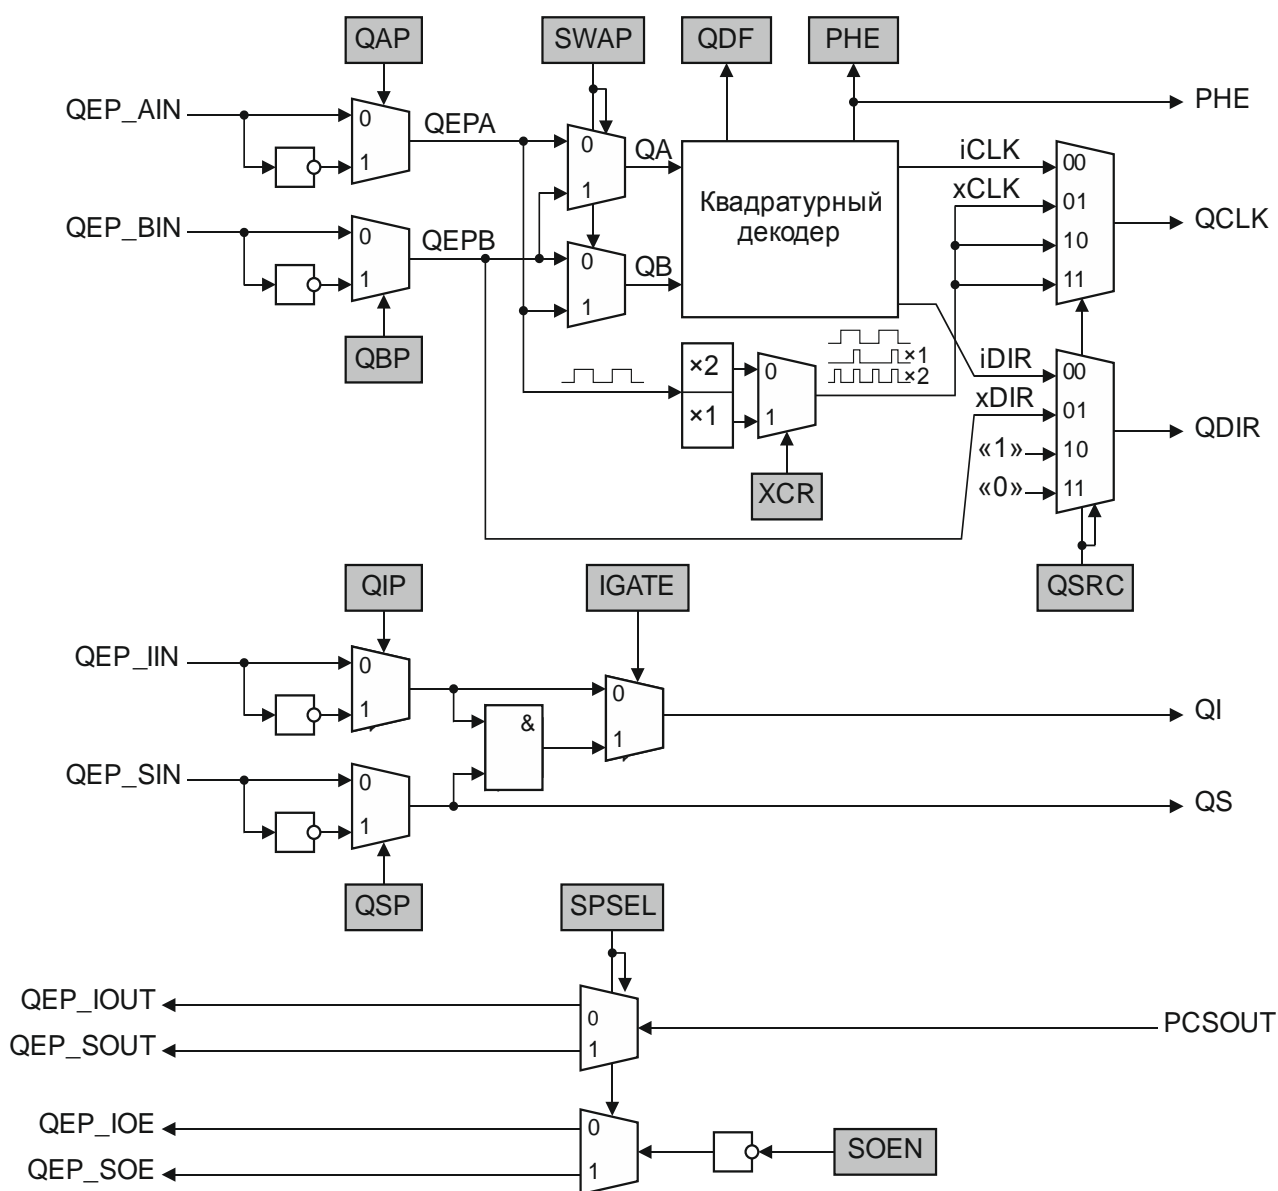 QAP SWAP QDF PHE
QEP_AIN 0 1 QEPA 0 1 QA iCLK 00 PHE
xCLK 01 QCLK
Квадратурный
декодер
10
11
QEP_BIN 0 1 QEPB 0 1 QB
QBP
×2
×1
0
1
×1
×2
iDIR 00
xDIR 01 QDIR
«1» 10
«0» 11
XCR
QIP IGATE QSRC
QEP_IIN 0 1 & 0 1 QI
QEP_SIN 0 1 QS
QSP SPSEL
QEP_IOUT 0 PCSOUT
QEP_SOUT 1
QEP_IOE 0
QEP_SOE 1 SOEN